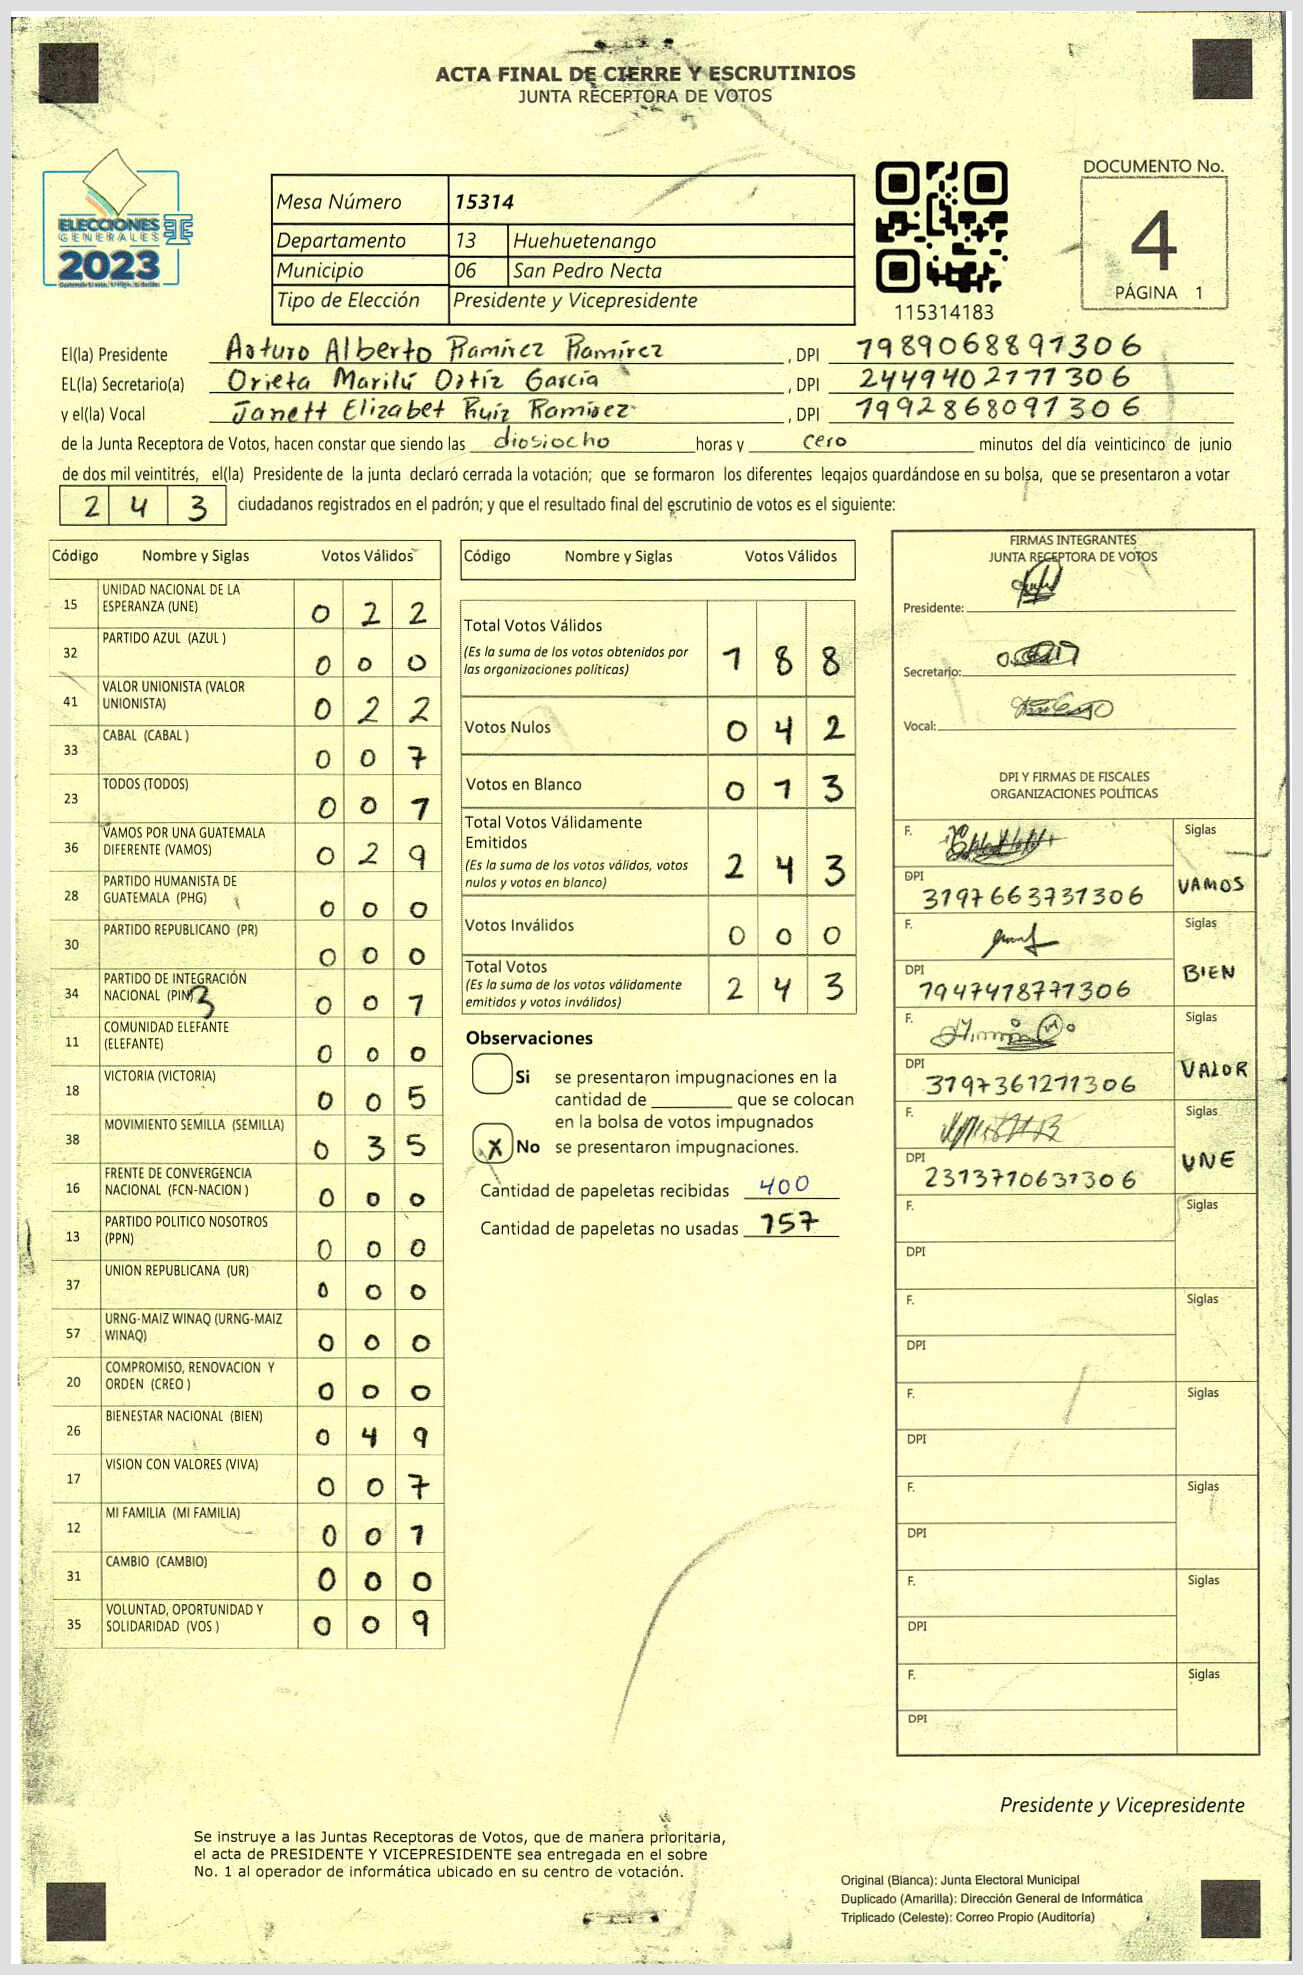 ACTA FINAL DE CIERRE Y ESCRUTINIOS
JUNTA RECEPTORA DE VOTOS
ELECCIONES
GENERALES
2023
Mesa Número 15314
Departamento 13 Huehuetenango
Municipio 06 San Pedro Necta
Tipo de Elección Presidente y Vicepresidente
115314183
DOCUMENTO No.
4
PÁGINA 1
El(la) Presidente Arturo Alberto Ramírez Ramírez , DPI 1989068891306
EL(la) Secretario(a) Orieta Marilú Ortíz García , DPI 2449402111306
y el(la) Vocal Janett Elizabet Ruiz Ramírez , DPI 1992868091306
de la Junta Receptora de Votos, hacen constar que siendo las diosiocho horas y cero minutos del día veinticinco de junio
de dos mil veintitrés, el(la) Presidente de la junta declaró cerrada la votación; que se formaron los diferentes legajos guardándose en su bolsa, que se presentaron a votar
2 4 3 ciudadanos registrados en el padrón; y que el resultado final del escrutinio de votos es el siguiente:
Código Nombre y Siglas Votos Válidos
15 UNIDAD NACIONAL DE LA ESPERANZA (UNE) 0 2 2
32 PARTIDO AZUL (AZUL ) 0 0 0
41 VALOR UNIONISTA (VALOR UNIONISTA) 0 2 2
33 CABAL (CABAL ) 0 0 7
23 TODOS (TODOS) 0 0 1
36 VAMOS POR UNA GUATEMALA DIFERENTE (VAMOS) 0 2 9
28 PARTIDO HUMANISTA DE GUATEMALA (PHG) 0 0 0
30 PARTIDO REPUBLICANO (PR) 0 0 0
34 PARTIDO DE INTEGRACIÓN NACIONAL (PIN) 3 0 0 1
11 COMUNIDAD ELEFANTE (ELEFANTE) 0 0 0
18 VICTORIA (VICTORIA) 0 0 5
38 MOVIMIENTO SEMILLA (SEMILLA) 0 3 5
16 FRENTE DE CONVERGENCIA NACIONAL (FCN-NACION ) 0 0 0
13 PARTIDO POLITICO NOSOTROS (PPN) 0 0 0
37 UNION REPUBLICANA (UR) 0 0 0
57 URNG-MAIZ WINAQ (URNG-MAIZ WINAQ) 0 0 0
20 COMPROMISO, RENOVACION Y ORDEN (CREO ) 0 0 0
26 BIENESTAR NACIONAL (BIEN) 0 4 9
17 VISION CON VALORES (VIVA) 0 0 7
12 MI FAMILIA (MI FAMILIA) 0 0 1
31 CAMBIO (CAMBIO) 0 0 0
35 VOLUNTAD, OPORTUNIDAD Y SOLIDARIDAD (VOS ) 0 0 9
Código Nombre y Siglas Votos Válidos
Total Votos Válidos
(Es la suma de los votos obtenidos por las organizaciones politicas) 1 8 8
Votos Nulos 0 4 2
Votos en Blanco 0 1 3
Total Votos Válidamente Emitidos
(Es la suma de los votos válidos, votos nulos y votos en blanco) 2 4 3
Votos Inválidos 0 0 0
Total Votos
(Es la suma de los votos válidamente emitidos y votos inválidos) 2 4 3
Observaciones
Si se presentaron impugnaciones en la
cantidad de ________ que se colocan
en la bolsa de votos impugnados
X No se presentaron impugnaciones.
Cantidad de papeletas recibidas 400
Cantidad de papeletas no usadas 157
FIRMAS INTEGRANTES
JUNTA RECEPTORA DE VOTOS
Presidente:
Secretario:
Vocal:
DPI Y FIRMAS DE FISCALES
ORGANIZACIONES POLÍTICAS
F. Siglas
DPI 3197663731306 VAMOS
F. Siglas
DPI 1947418771306 BIEN
F. Siglas
DPI 3197361211306 VALOR
F. Siglas
DPI 2313710631306 UNE
F. Siglas
DPI
F. Siglas
DPI
F. Siglas
DPI
F. Siglas
DPI
F. Siglas
DPI
F. Siglas
DPI
Presidente y Vicepresidente
Se instruye a las Juntas Receptoras de Votos, que de manera prioritaria,
el acta de PRESIDENTE Y VICEPRESIDENTE sea entregada en el sobre
No. 1 al operador de informática ubicado en su centro de votación.
Original (Blanca): Junta Electoral Municipal
Duplicado (Amarilla): Dirección General de Informática
Triplicado (Celeste): Correo Propio (Auditoría)